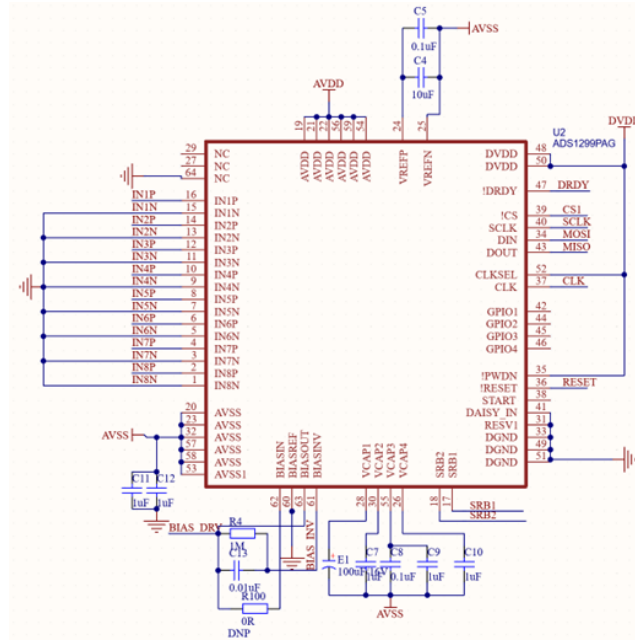 C5
0.1uF
AVSS
C4
10uF
AVDD
DVDD
U2
ADS1299PAG
19
21
22
56
59
54
24
25
AVDD
AVDD
AVDD
AVDD
AVDD
AVDD
VREFP
VREFN
29 NC
27 NC
64 NC
IN1P 16 IN1P
IN1N 15 IN1N
IN2P 14 IN2P
IN2N 13 IN2N
IN3P 12 IN3P
IN3N 11 IN3N
IN4P 10 IN4P
IN4N 9 IN4N
IN5P 8 IN5P
IN5N 7 IN5N
IN6P 6 IN6P
IN6N 5 IN6N
IN7P 4 IN7P
IN7N 3 IN7N
IN8P 2 IN8P
IN8N 1 IN8N
20 AVSS
23 AVSS
AVSS 32 AVSS
57 AVSS
58 AVSS
53 AVSS1
DVDD 48
DVDD 50
!DRDY 47 DRDY
!CS 39 CS1
SCLK 40 SCLK
DIN 34 MOSI
DOUT 43 MISO
CLKSEL 52
CLK 37 CLK
GPIO1 42
GPIO2 44
GPIO3 45
GPIO4 46
!PWDN 35
!RESET 36 RESET
START 38
DAISY_IN 41
RESV1 31
DGND 33
DGND 49
DGND 51
BIASIN
BIASREF
BIASOUT
BIASINV
VCAP1
VCAP2
VCAP3
VCAP4
SRB2
SRB1
62
60
63
61
28
30
55
26
18
17
SRB1
SRB2
C11
1uF
C12
1uF
BIAS_DRV
R4
1M
BIAS_INV
C13
0.01uF
R100
0R
DNP
E1
100uF/16V
C7
1uF
C8
0.1uF
C9
1uF
C10
1uF
AVSS